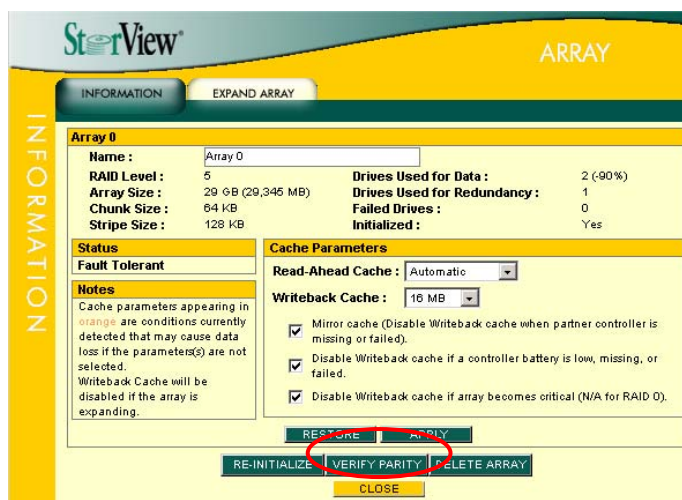 StorView
ARRAY
INFORMATION
EXPAND ARRAY
INFORMATION
Array 0
Name : Array 0
RAID Level : 5 Drives Used for Data : 2 (-90%)
Array Size : 29 GB (29,345 MB) Drives Used for Redundancy : 1
Chunk Size : 64 KB Failed Drives : 0
Stripe Size : 128 KB Initialized : Yes
Status
Fault Tolerant
Notes
Cache parameters appearing in
orange are conditions currently
detected that may cause data
loss if the parameters(s) are not
selected.
Writeback Cache will be
disabled if the array is
expanding.
Cache Parameters
Read-Ahead Cache : Automatic
Writeback Cache : 16 MB
Mirror cache (Disable Writeback cache when partner controller is
missing or failed).
Disable Writeback cache if a controller battery is low, missing, or
failed.
Disable Writeback cache if array becomes critical (N/A for RAID 0).
RESTORE APPLY
RE-INITIALIZE VERIFY PARITY DELETE ARRAY
CLOSE